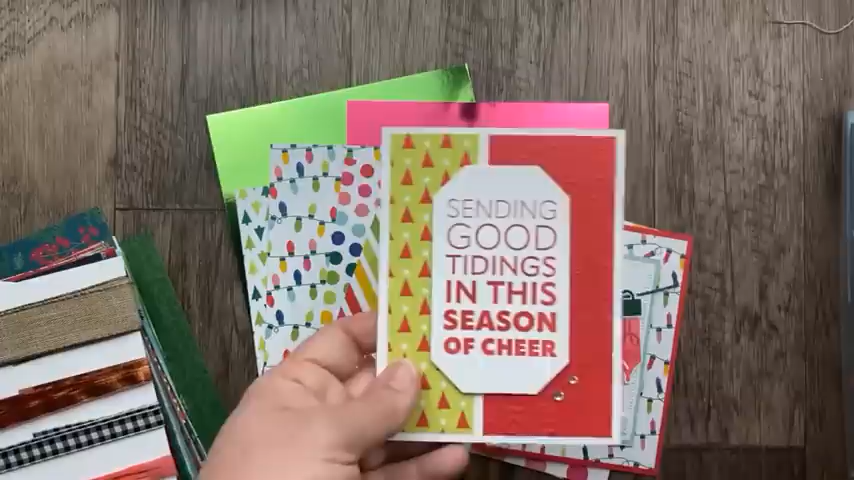 SENDING
GOOD
TIDINGS
IN THIS
SEASON
OF CHEER